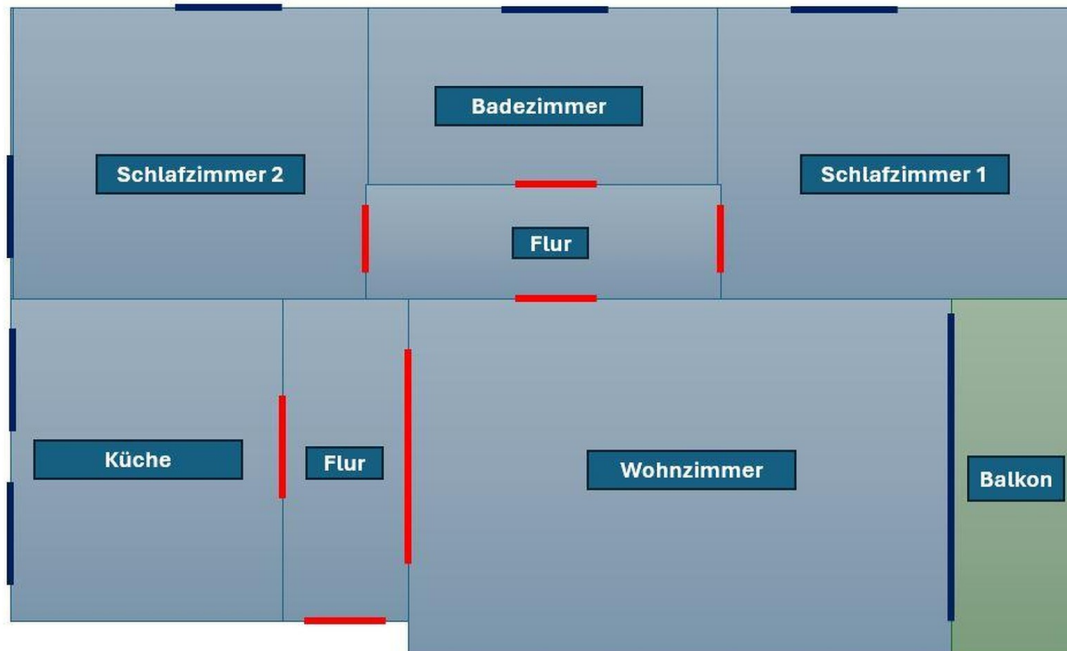 Badezimmer
Schlafzimmer 2
Schlafzimmer 1
Flur
Küche
Flur
Wohnzimmer
Balkon